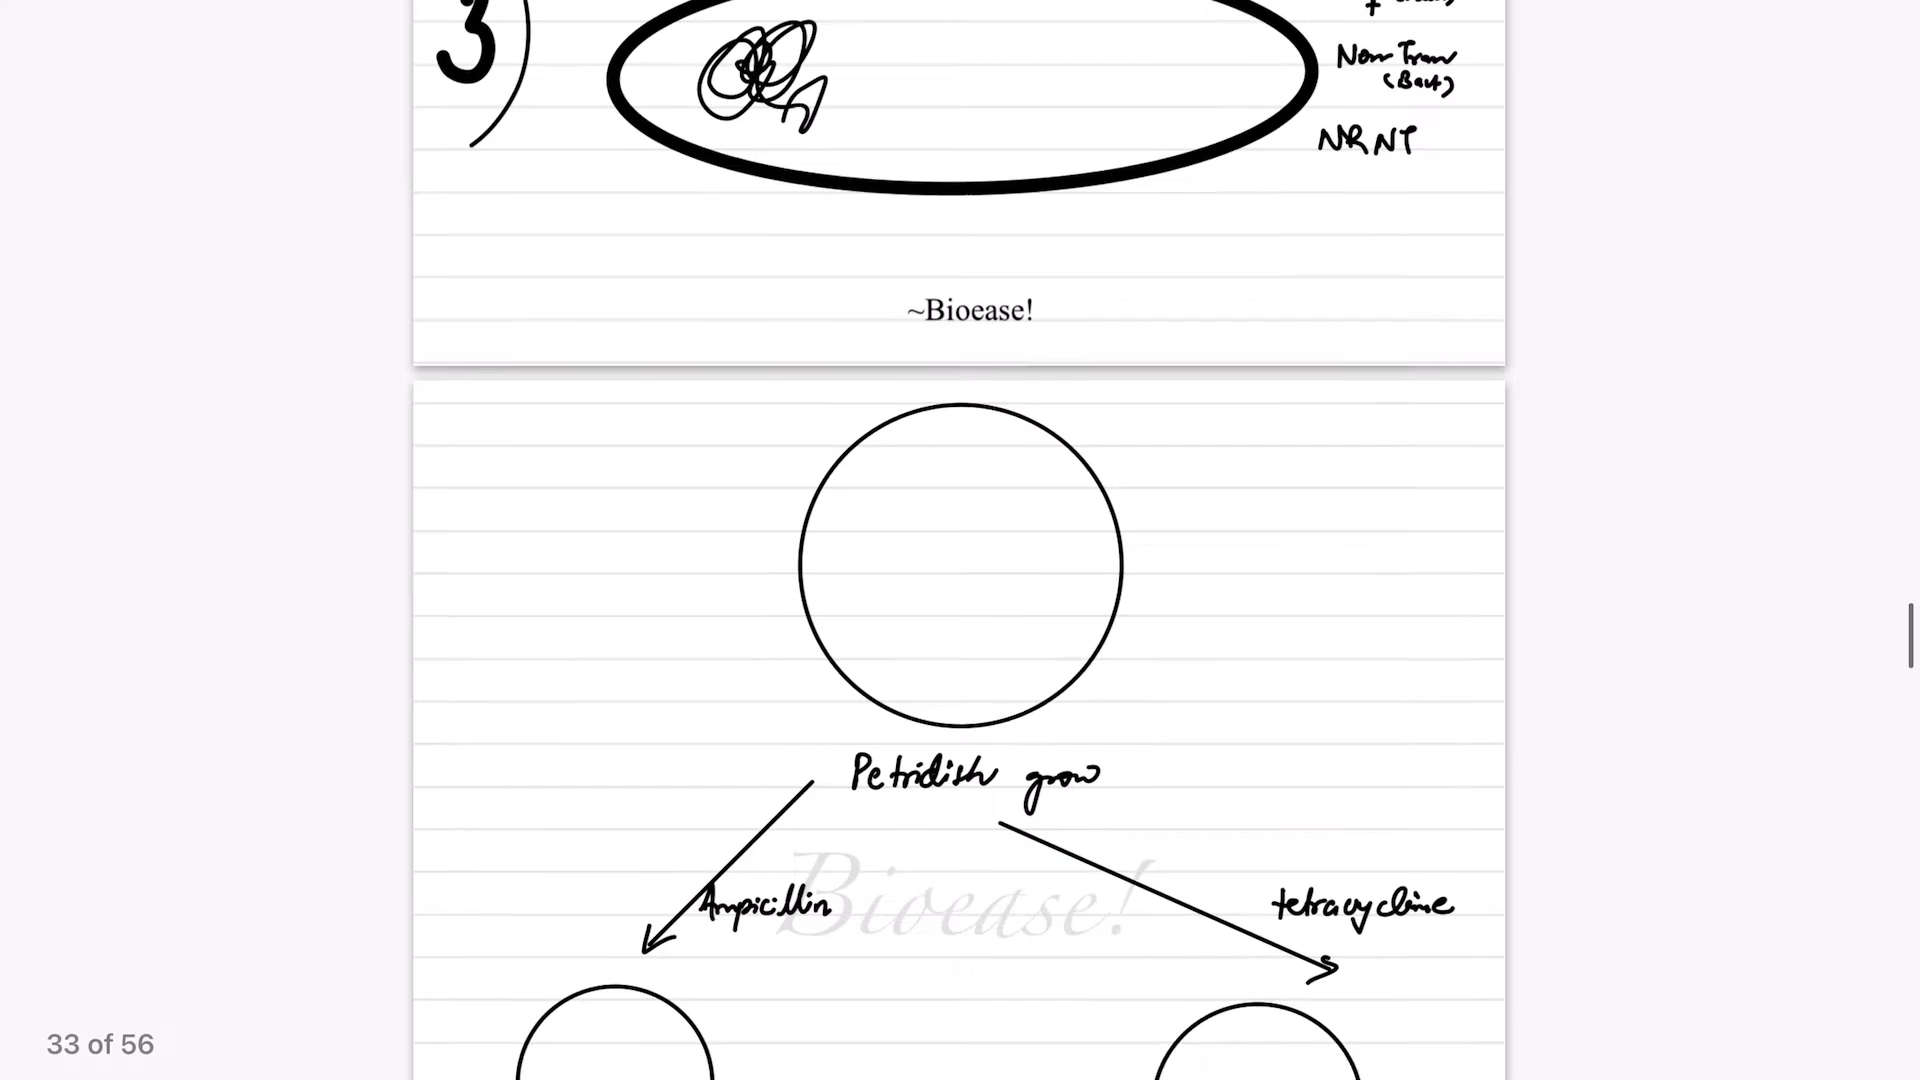 3)
Non Tran
(Bact)
NRNT
~Bioease!
Petridish grow
Bioease!
Ampicillin
tetracycline
33 of 56